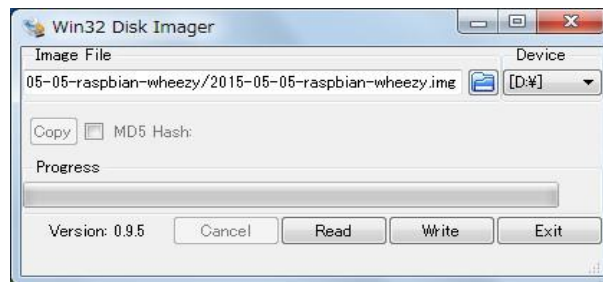 Win32 Disk Imager
Image File
Device
05-05-raspbian-wheezy/2015-05-05-raspbian-wheezy.img
[D:¥]
Copy
MD5 Hash:
Progress
Version: 0.9.5
Cancel
Read
Write
Exit